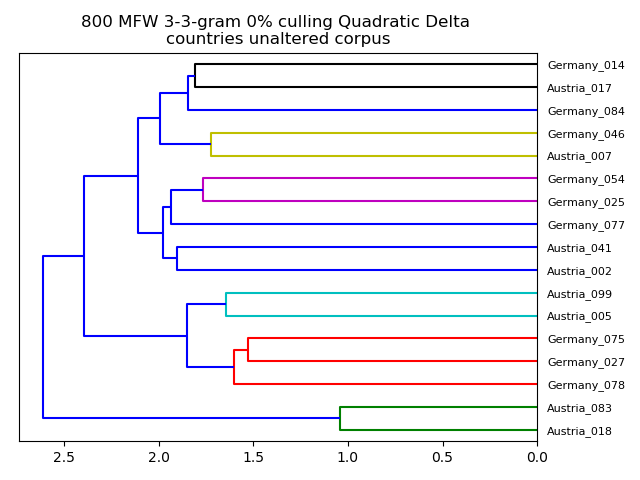 800 MFW 3-3-gram 0% culling Quadratic Delta
countries unaltered corpus
Germany_014
Austria_017
Germany_084
Germany_046
Austria_007
Germany_054
Germany_025
Germany_077
Austria_041
Austria_002
Austria_099
Austria_005
Germany_075
Germany_027
Germany_078
Austria_083
Austria_018
2.5 2.0 1.5 1.0 0.5 0.0